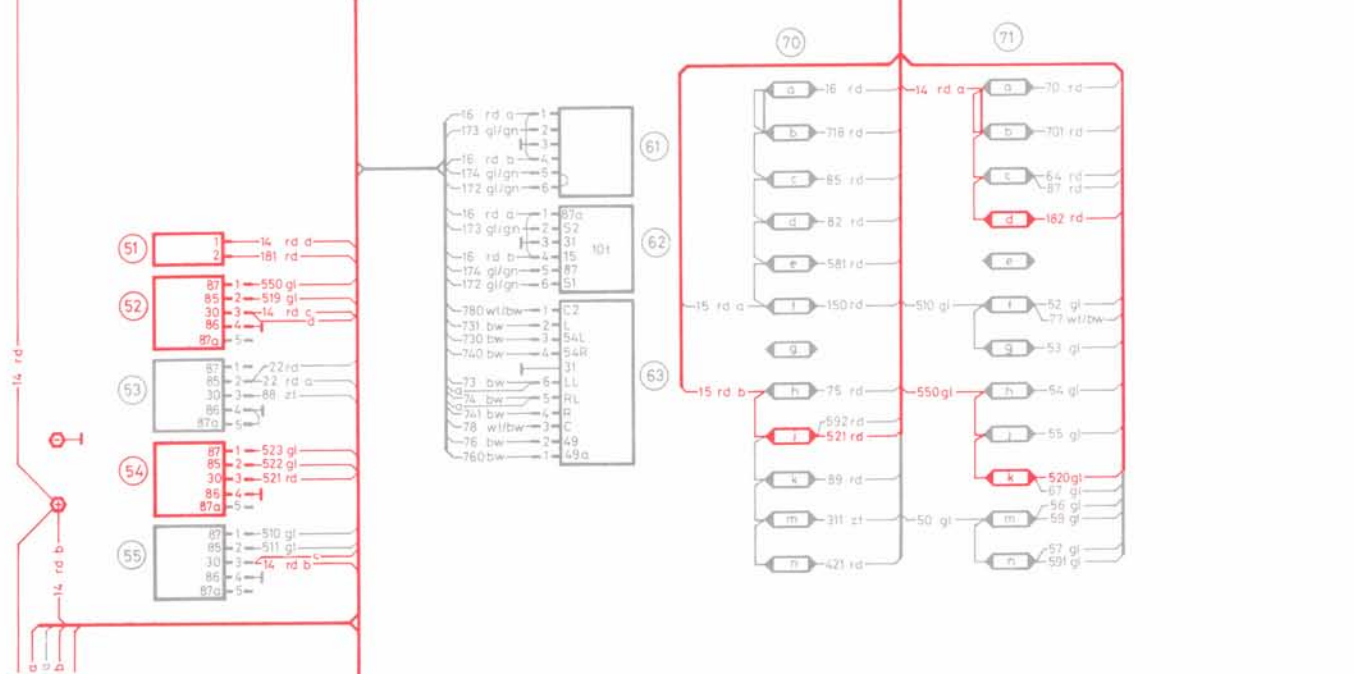 70
71
a 16 rd
14 rd a
a 70 rd
b 718 rd
b 701 rd
c 85 rd
c 64 rd
87 rd
d 82 rd
d 182 rd
e 581 rd
e
15 rd a
f 150 rd
510 gl
f 52 gl
77 wt/bw
g
g 53 gl
15 rd b
h 75 rd
550 gl
h 54 gl
592 rd
j 521 rd
j 55 gl
k 89 rd
k 520 gl
67 gl
m 311 zt
50 gl
56 gl
m 59 gl
n 421 rd
57 gl
n 591 gl
61
16 rd a 1
173 gl/gn 2
3
16 rd b 4
174 gl/gn 5
172 gl/gn 6
62
16 rd a 1 87a
173 gl/gn 2 S2
3 31
16 rd b 4 15
174 gl/gn 5 87
172 gl/gn 6 S1
10t
63
780 wt/bw 1 C2
731 bw 2 L
730 bw 3 54L
740 bw 4 54R
31
73 bw 6 LL
a
74 bw 5 RL
a
741 bw 4 R
78 wt/bw 3 C
76 bw 2 49
760 bw 1 49a
51
1 14 rd d
2 181 rd
52
87 1 550 gl
85 2 519 gl
30 3 14 rd c
d
86 4
87a 5
53
87 1 22 rd
85 2 22 rd a
30 3 88 zt
86 4
87a 5
54
87 1 523 gl
85 2 522 gl
30 3 521 rd
86 4
87a 5
55
87 1 510 gl
85 2 511 gl
c
30 3 14 rd b
86 4
87a 5
14 rd
-
+
14 rd b
a
b